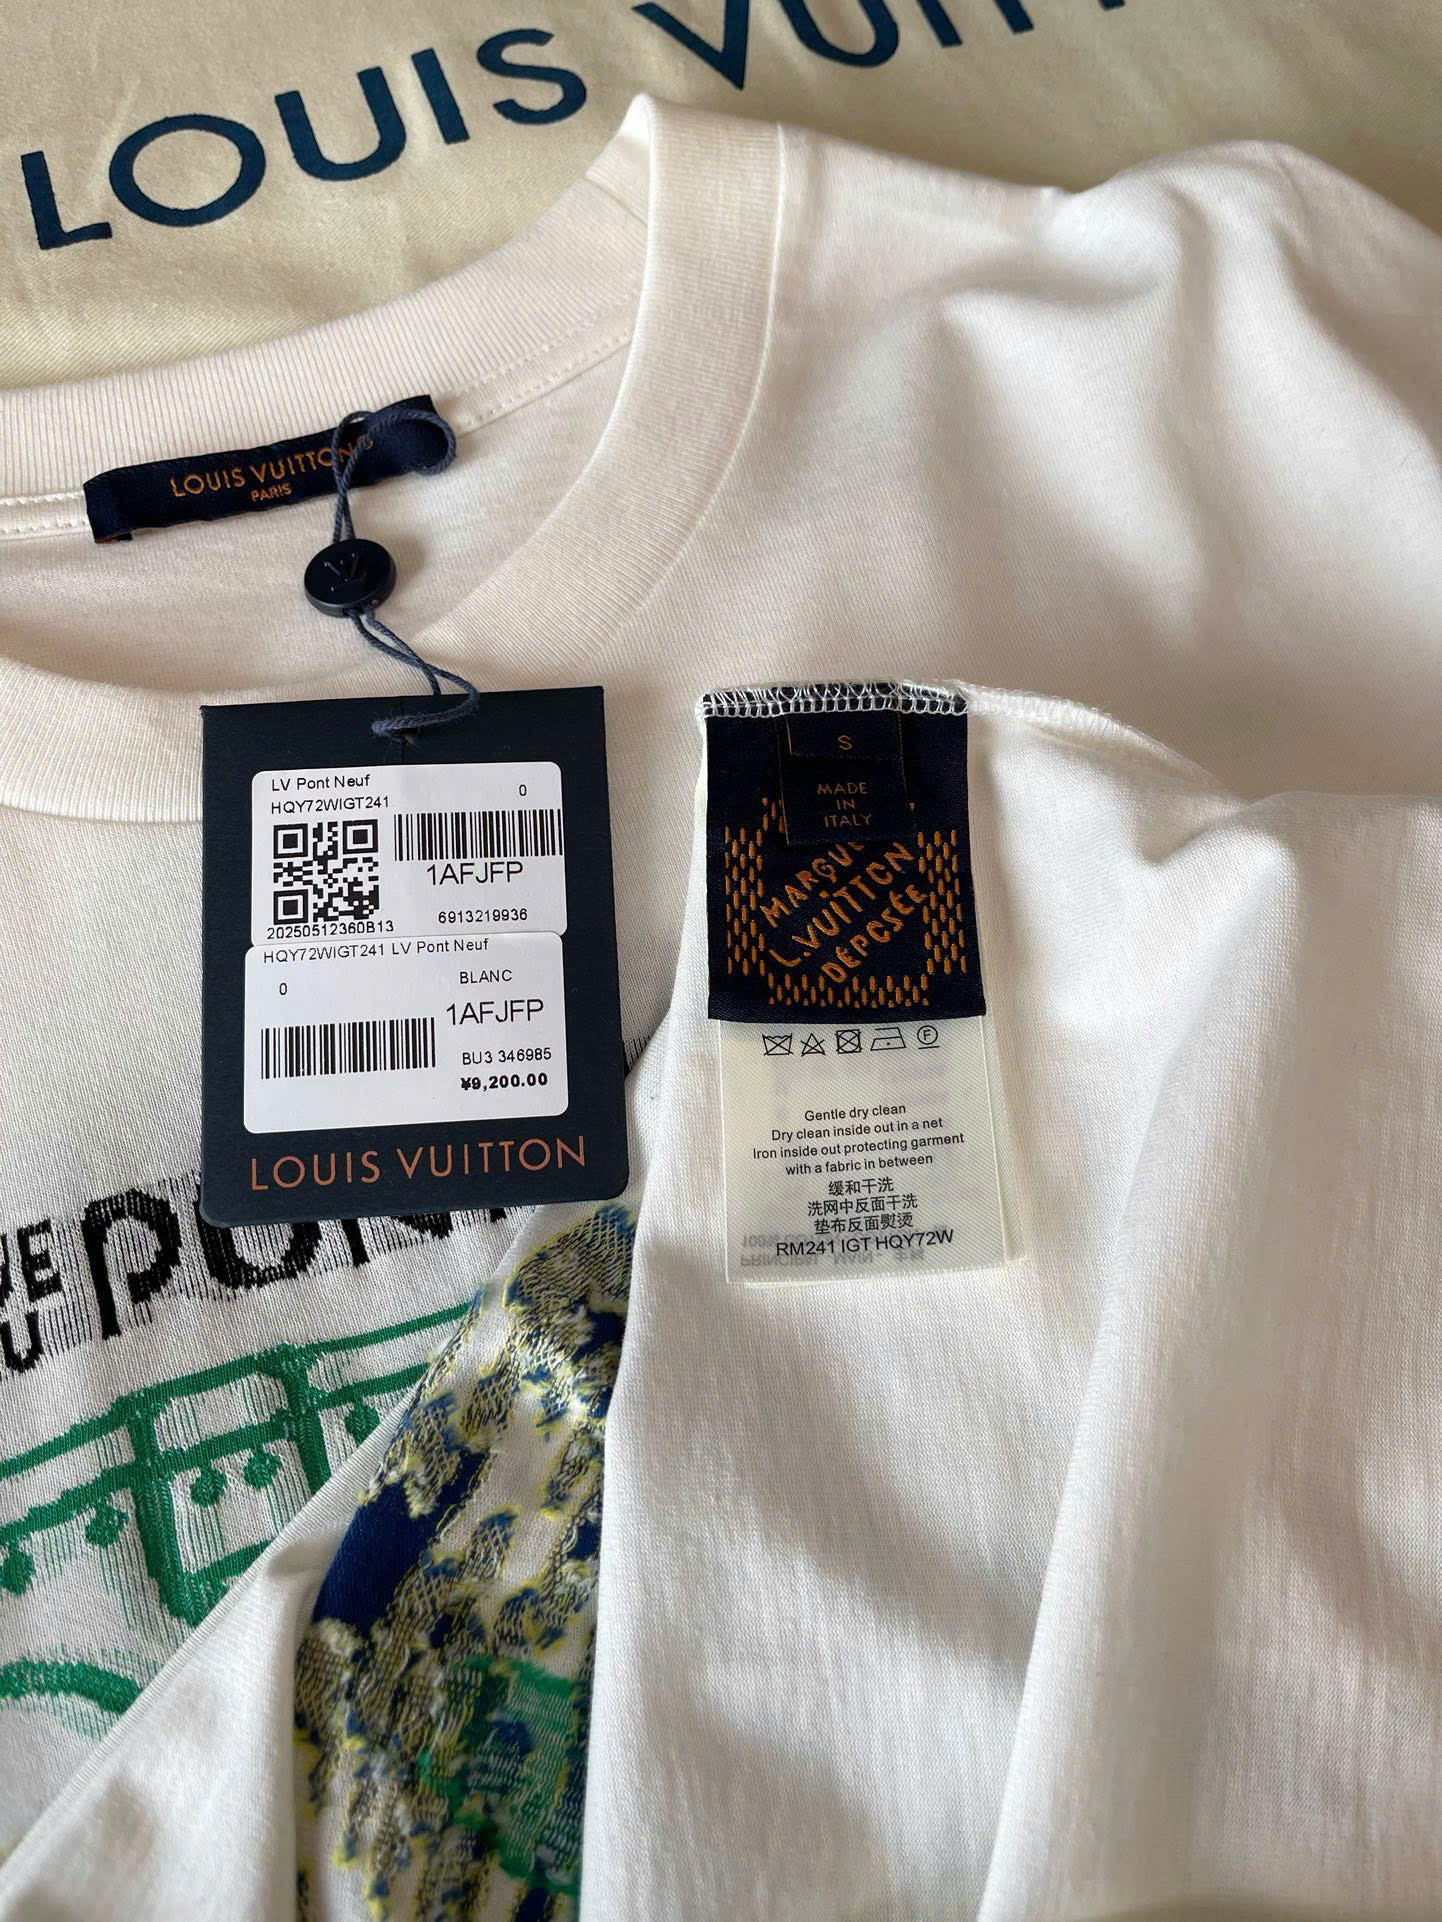 LOUIS VUITT
LOUIS VUITTON
PARIS
LV Pont Neuf
HQY72WIGT241
0
1AFJFP
20250512360B13
6913219936
HQY72WIGT241 LV Pont Neuf
BLANC
0
1AFJFP
BU3 346985
¥9,200.00
LOUIS VUITTON
S
MADE
IN
ITALY
MARQUE
L.VUITTON
DÉPOSÉE
F
Gentle dry clean
Dry clean inside out in a net
Iron inside out protecting garment
with a fabric in between
缓和干洗
洗网中反面干洗
垫布反面熨烫
RM241 IGT HQY72W